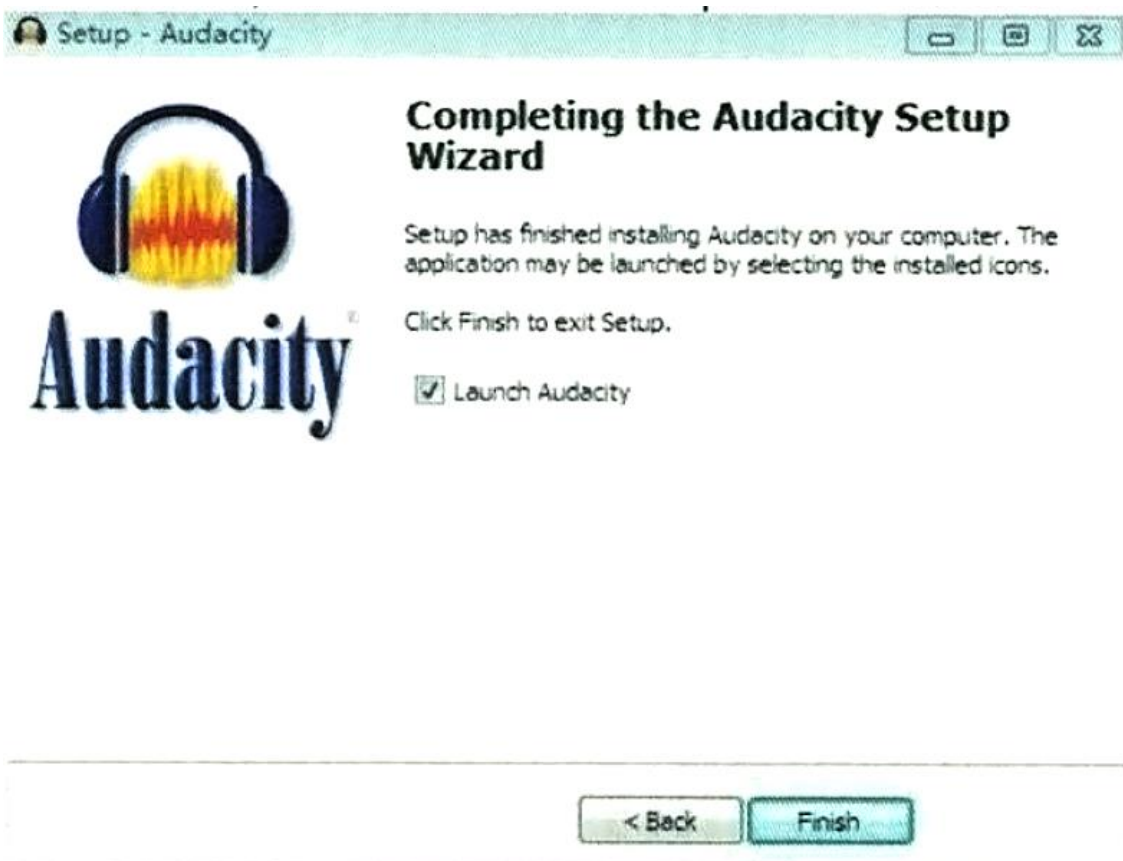 Setup - Audacity
Completing the Audacity Setup
Wizard
Setup has finished installing Audacity on your computer. The
application may be launched by selecting the installed icons.
Click Finish to exit Setup.
Launch Audacity
Audacity®
< Back
Finish